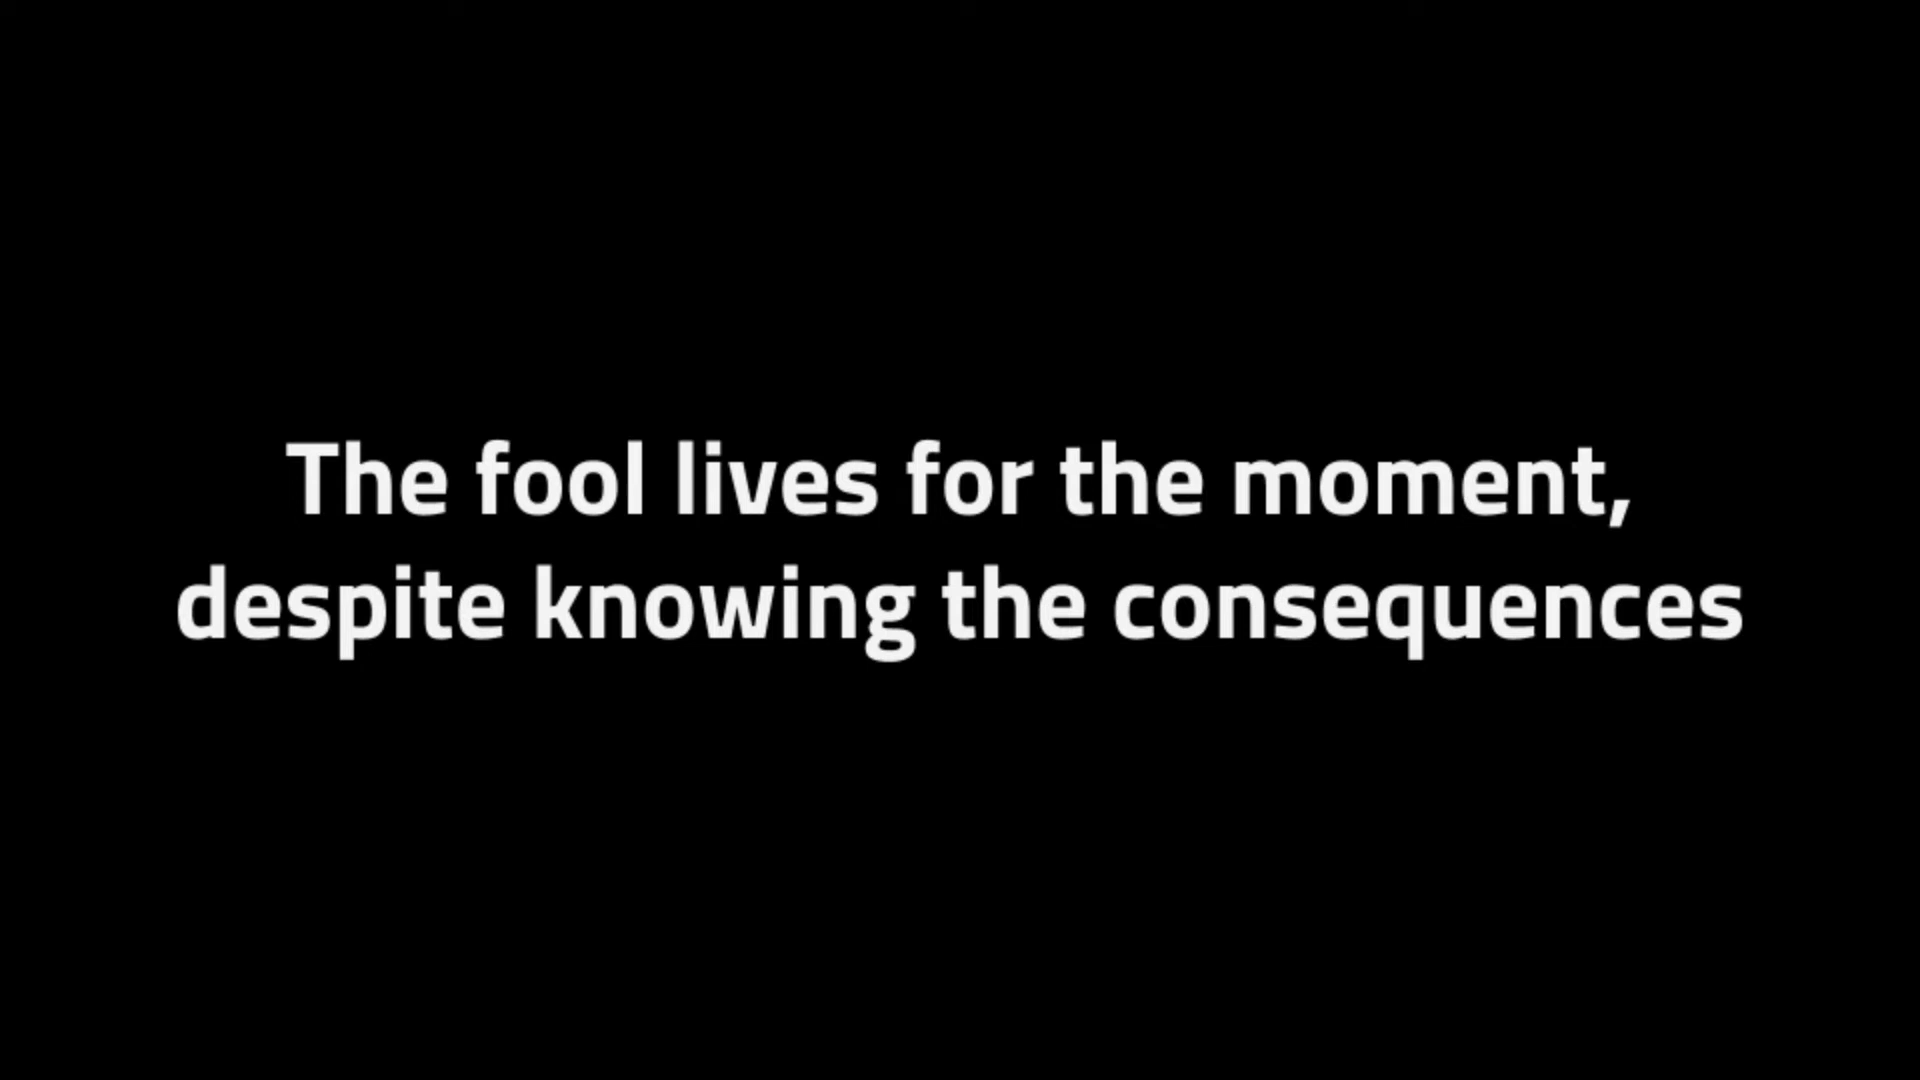 The fool lives for the moment,
despite knowing the consequences